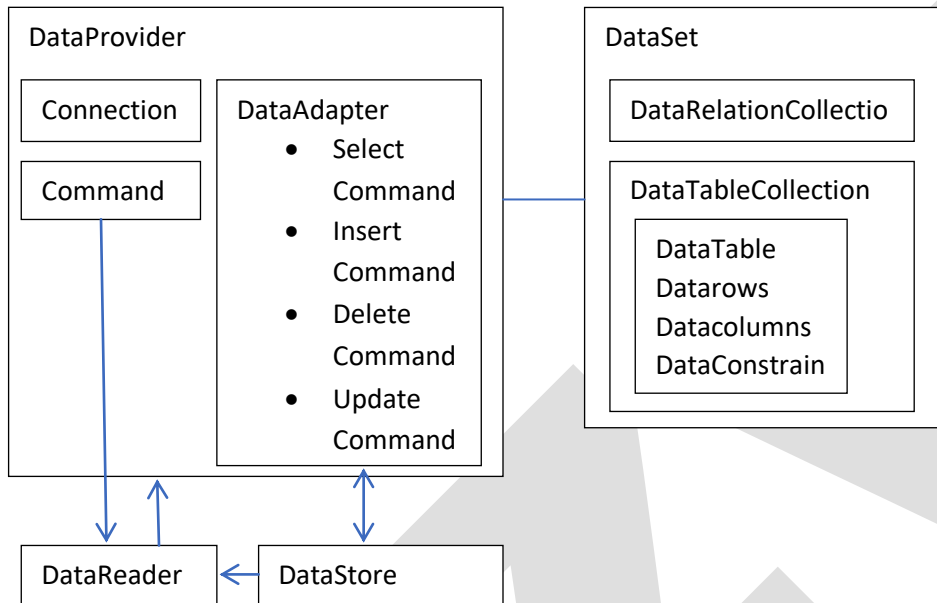 DataProvider
Connection
Command
DataAdapter
• Select
Command
• Insert
Command
• Delete
Command
• Update
Command
DataSet
DataRelationCollectio
DataTableCollection
DataTable
Datarows
Datacolumns
DataConstrain
DataReader
DataStore